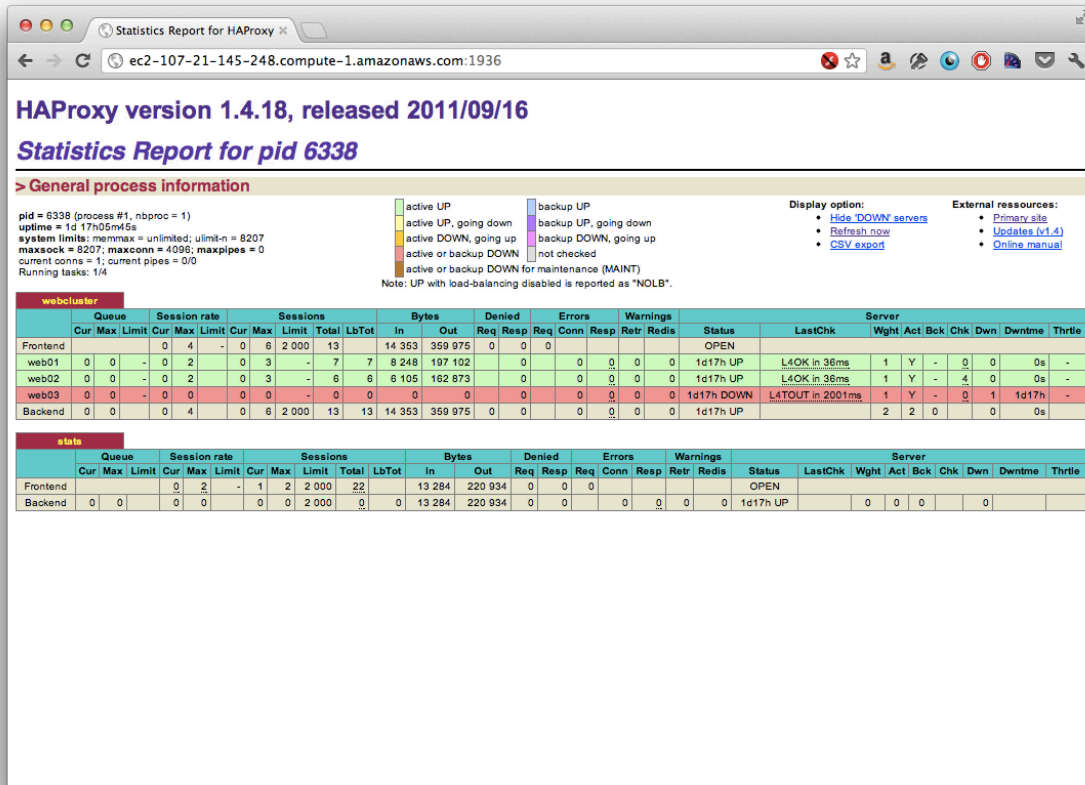 Statistics Report for HAProxy
ec2-107-21-145-248.compute-1.amazonaws.com:1936
HAProxy version 1.4.18, released 2011/09/16
Statistics Report for pid 6338
> General process information
pid = 6338 (process #1, nbproc = 1)
uptime = 1d 17h05m45s
system limits: memmax = unlimited; ulimit-n = 8207
maxsock = 8207; maxconn = 4096; maxpipes = 0
current conns = 1; current pipes = 0/0
Running tasks: 1/4
active UP backup UP
active UP, going down backup UP, going down
active DOWN, going up backup DOWN, going up
active or backup DOWN not checked
active or backup DOWN for maintenance (MAINT)
Note: UP with load-balancing disabled is reported as "NOLB".
Display option:
Hide 'DOWN' servers
Refresh now
CSV export
External ressources:
Primary site
Updates (v1.4)
Online manual
webcluster
Queue Session rate Sessions Bytes Denied Errors Warnings Server
Cur Max Limit Cur Max Limit Cur Max Limit Total LbTot In Out Req Resp Req Conn Resp Retr Redis Status LastChk Wght Act Bck Chk Dwn Dwntme Thrtle
Frontend 0 4 - 0 6 2 000 13 14 353 359 975 0 0 0 OPEN
web01 0 0 - 0 2 0 3 - 7 7 8 248 197 102 0 0 0 0 0 1d17h UP L4OK in 36ms 1 Y - 0 0 0s -
web02 0 0 - 0 2 0 3 - 6 6 6 105 162 873 0 0 0 0 0 1d17h UP L4OK in 36ms 1 Y - 4 0 0s -
web03 0 0 - 0 0 0 0 - 0 0 0 0 0 0 0 0 0 1d17h DOWN L4TOUT in 2001ms 1 Y - 0 1 1d17h -
Backend 0 0 0 4 0 6 2 000 13 13 14 353 359 975 0 0 0 0 0 0 1d17h UP 2 2 0 0 0s
stats
Queue Session rate Sessions Bytes Denied Errors Warnings Server
Cur Max Limit Cur Max Limit Cur Max Limit Total LbTot In Out Req Resp Req Conn Resp Retr Redis Status LastChk Wght Act Bck Chk Dwn Dwntme Thrtle
Frontend 0 2 - 1 2 2 000 22 13 284 220 934 0 0 0 OPEN
Backend 0 0 0 0 0 0 2 000 0 0 13 284 220 934 0 0 0 0 0 0 1d17h UP 0 0 0 0